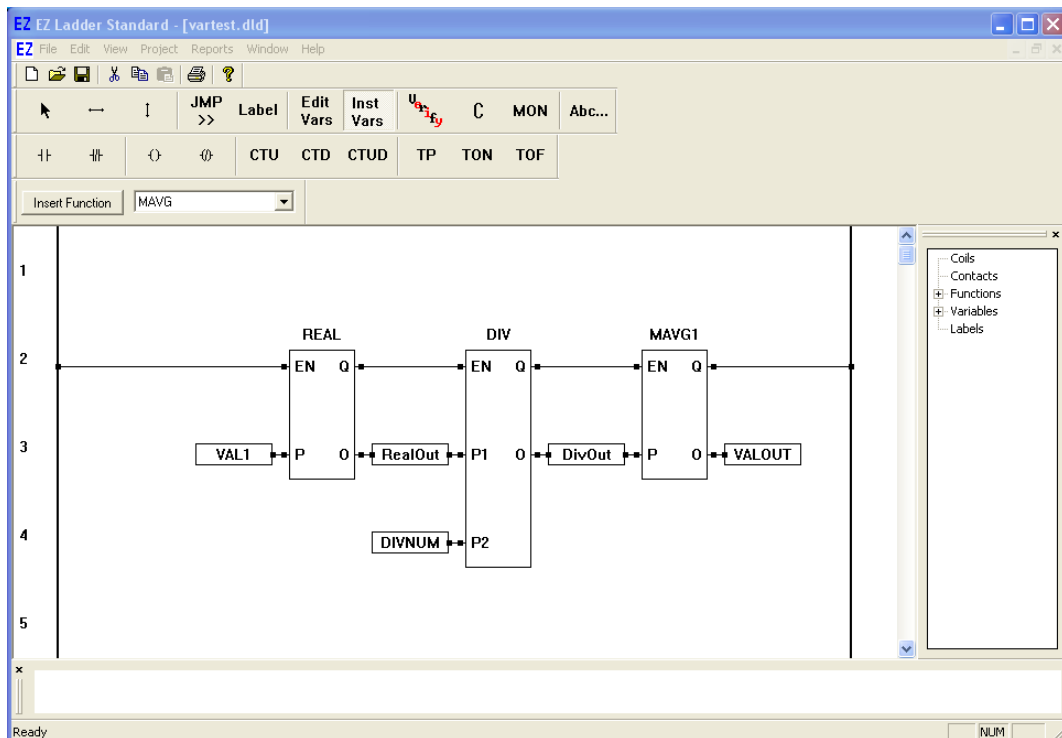 EZ EZ Ladder Standard - [vartest.dld]
EZ File Edit View Project Reports Window Help
JMP >> Label Edit Vars Inst Vars Verify C MON Abc...
CTU CTD CTUD TP TON TOF
Insert Function MAVG
1
REAL DIV MAVG1
2 EN Q EN Q EN Q
3 VAL1 P O RealOut P1 O DivOut P O VALOUT
4 DIVNUM P2
5
Coils
Contacts
Functions
Variables
Labels
Ready NUM